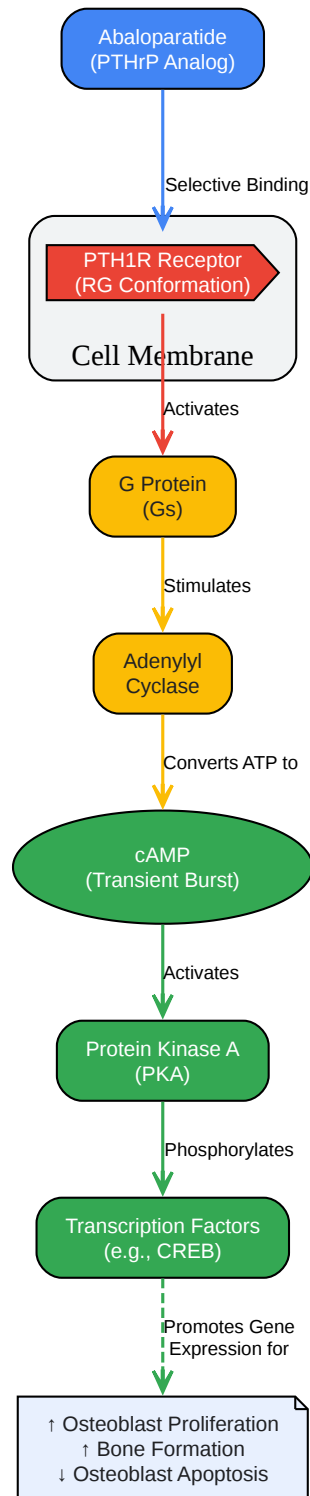 Abaloparatide
(PTHrP Analog)
Selective Binding
PTH1R Receptor
(RG Conformation)
Cell Membrane
Activates
G Protein
(Gs)
Stimulates
Adenylyl
Cyclase
Converts ATP to
cAMP
(Transient Burst)
Activates
Protein Kinase A
(PKA)
Phosphorylates
Transcription Factors
(e.g., CREB)
Promotes Gene
Expression for
↑ Osteoblast Proliferation
↑ Bone Formation
↓ Osteoblast Apoptosis